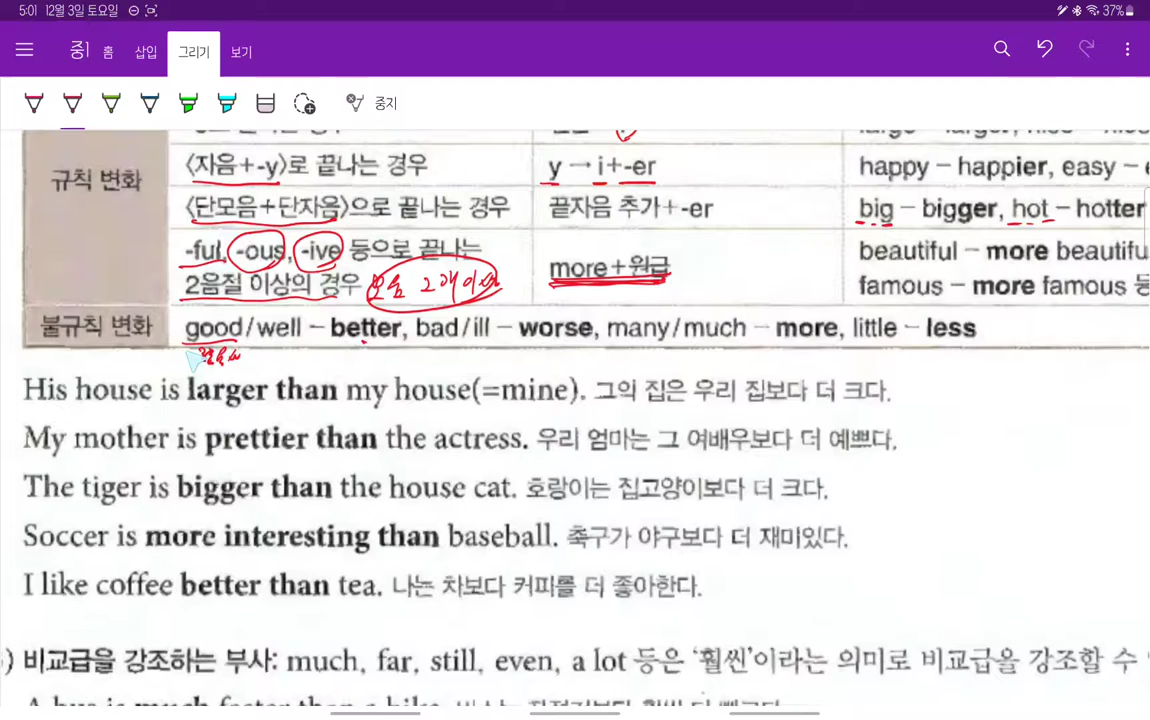 5:01 12월 3일 토요일
37%
중1 홈 삽입 그리기 보기
중지
규칙 변화
〈자음+-y〉로 끝나는 경우 y → i+-er happy – happier, easy – e
〈단모음+단자음〉으로 끝나는 경우 끝자음 추가+-er big – bigger, hot – hotter
-ful, -ous, -ive 등으로 끝나는 beautiful – more beautifu
2음절 이상의 경우 모음 2개 이상 more+원급 famous – more famous 등
불규칙 변화 good/well – better, bad/ill – worse, many/much – more, little – less
His house is larger than my house(=mine). 그의 집은 우리 집보다 더 크다.
My mother is prettier than the actress. 우리 엄마는 그 여배우보다 더 예쁘다.
The tiger is bigger than the house cat. 호랑이는 집고양이보다 더 크다.
Soccer is more interesting than baseball. 축구가 야구보다 더 재미있다.
I like coffee better than tea. 나는 차보다 커피를 더 좋아한다.
) 비교급을 강조하는 부사: much, far, still, even, a lot 등은 '훨씬'이라는 의미로 비교급을 강조할 수